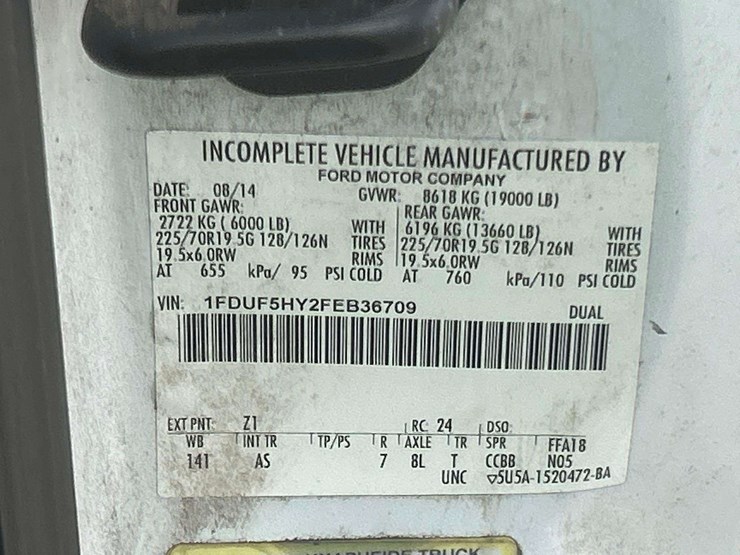 INCOMPLETE VEHICLE MANUFACTURED BY
FORD MOTOR COMPANY
DATE: 08/14 GVWR: 8618 KG (19000 LB)
FRONT GAWR: REAR GAWR:
2722 KG ( 6000 LB) WITH 6196 KG (13660 LB) WITH
225/70R19.5G 128/126N TIRES 225/70R19.5G 128/126N TIRES
19.5x6.0RW RIMS 19.5x6.0RW RIMS
AT 655 kPa/ 95 PSI COLD AT 760 kPa/110 PSI COLD
VIN: 1FDUF5HY2FEB36709 DUAL
EXT PNT: Z1 RC: 24 DSO:
WB INT TR TP/PS R AXLE TR SPR FFA18
141 AS 7 8L T CCBB N05
UNC ▽5U5A-1520472-BA
TRUCK